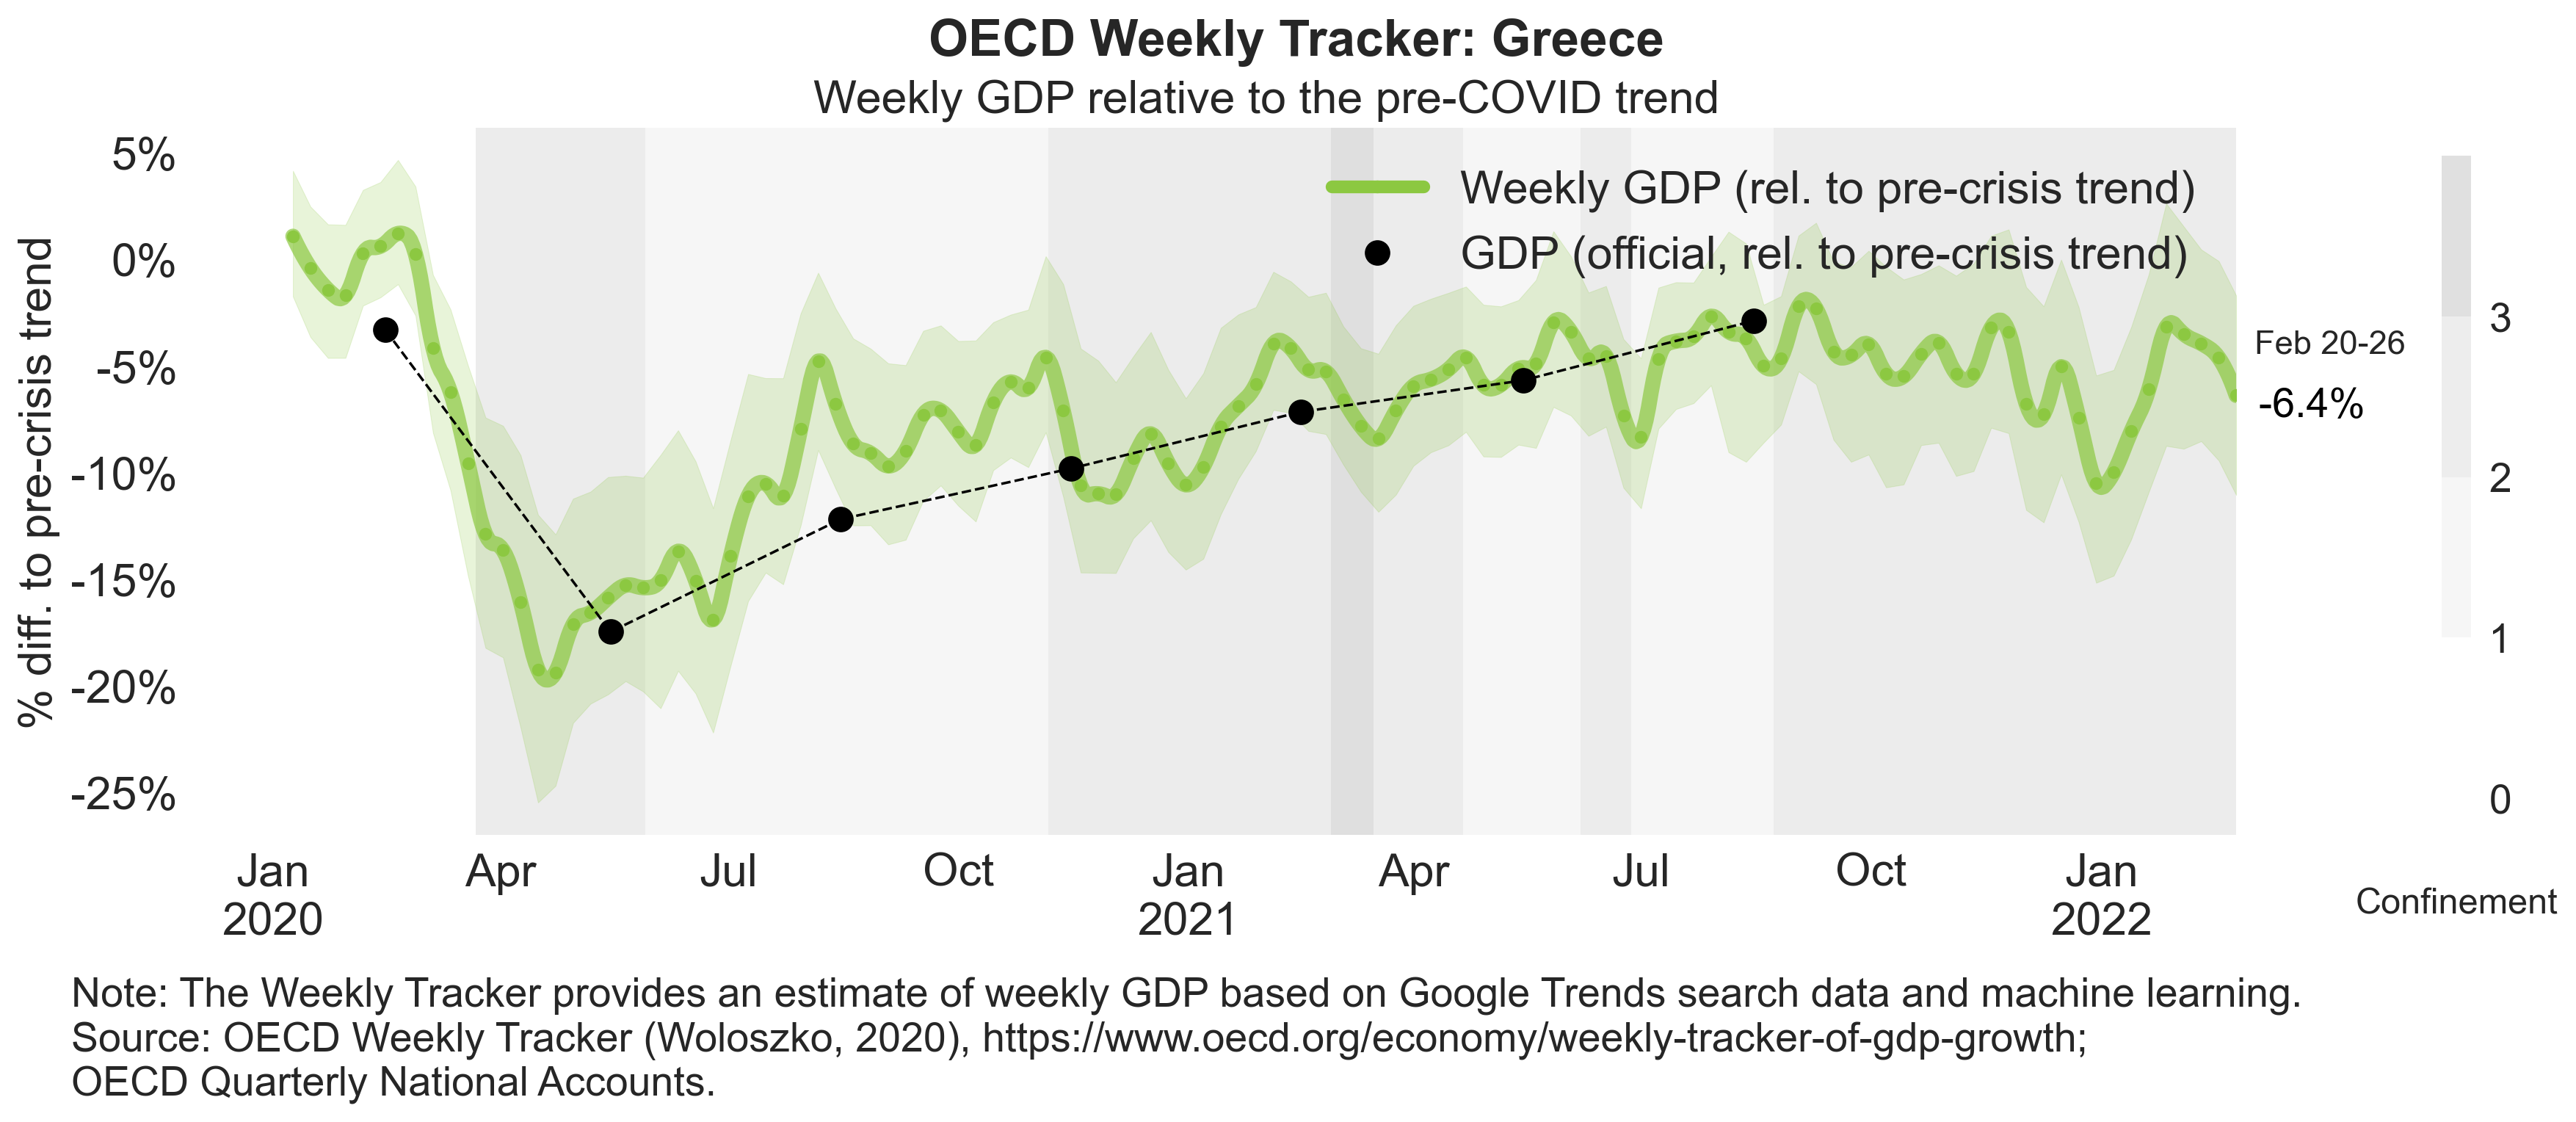 OECD Weekly Tracker: Greece
Weekly GDP relative to the pre-COVID trend
% diff. to pre-crisis trend
5%
0%
-5%
-10%
-15%
-20%
-25%
Weekly GDP (rel. to pre-crisis trend)
GDP (official, rel. to pre-crisis trend)
Feb 20-26
-6.4%
3
2
1
0
Confinement
Jan Apr Jul Oct Jan Apr Jul Oct Jan
2020 2021 2022
Note: The Weekly Tracker provides an estimate of weekly GDP based on Google Trends search data and machine learning.
Source: OECD Weekly Tracker (Woloszko, 2020), https://www.oecd.org/economy/weekly-tracker-of-gdp-growth;
OECD Quarterly National Accounts.